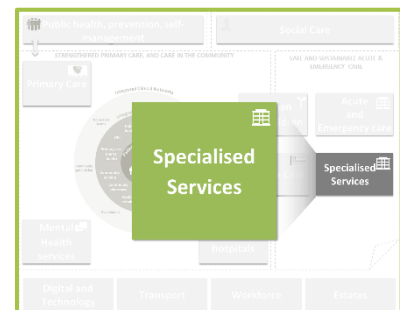 Public health, prevention, self-
management
Social Care
STRENGTHENED PRIMARY CARE, AND CARE IN THE COMMUNITY
SAFE AND SUSTAINABLE ACUTE &
EMERGENCY CARE
Primary Care
Acute
and
Emergency care
Specialised
Services
Specialised
Services
Mental
Health
Services
hospitals
Digital and
Technology
Transport
Workforce
Estates